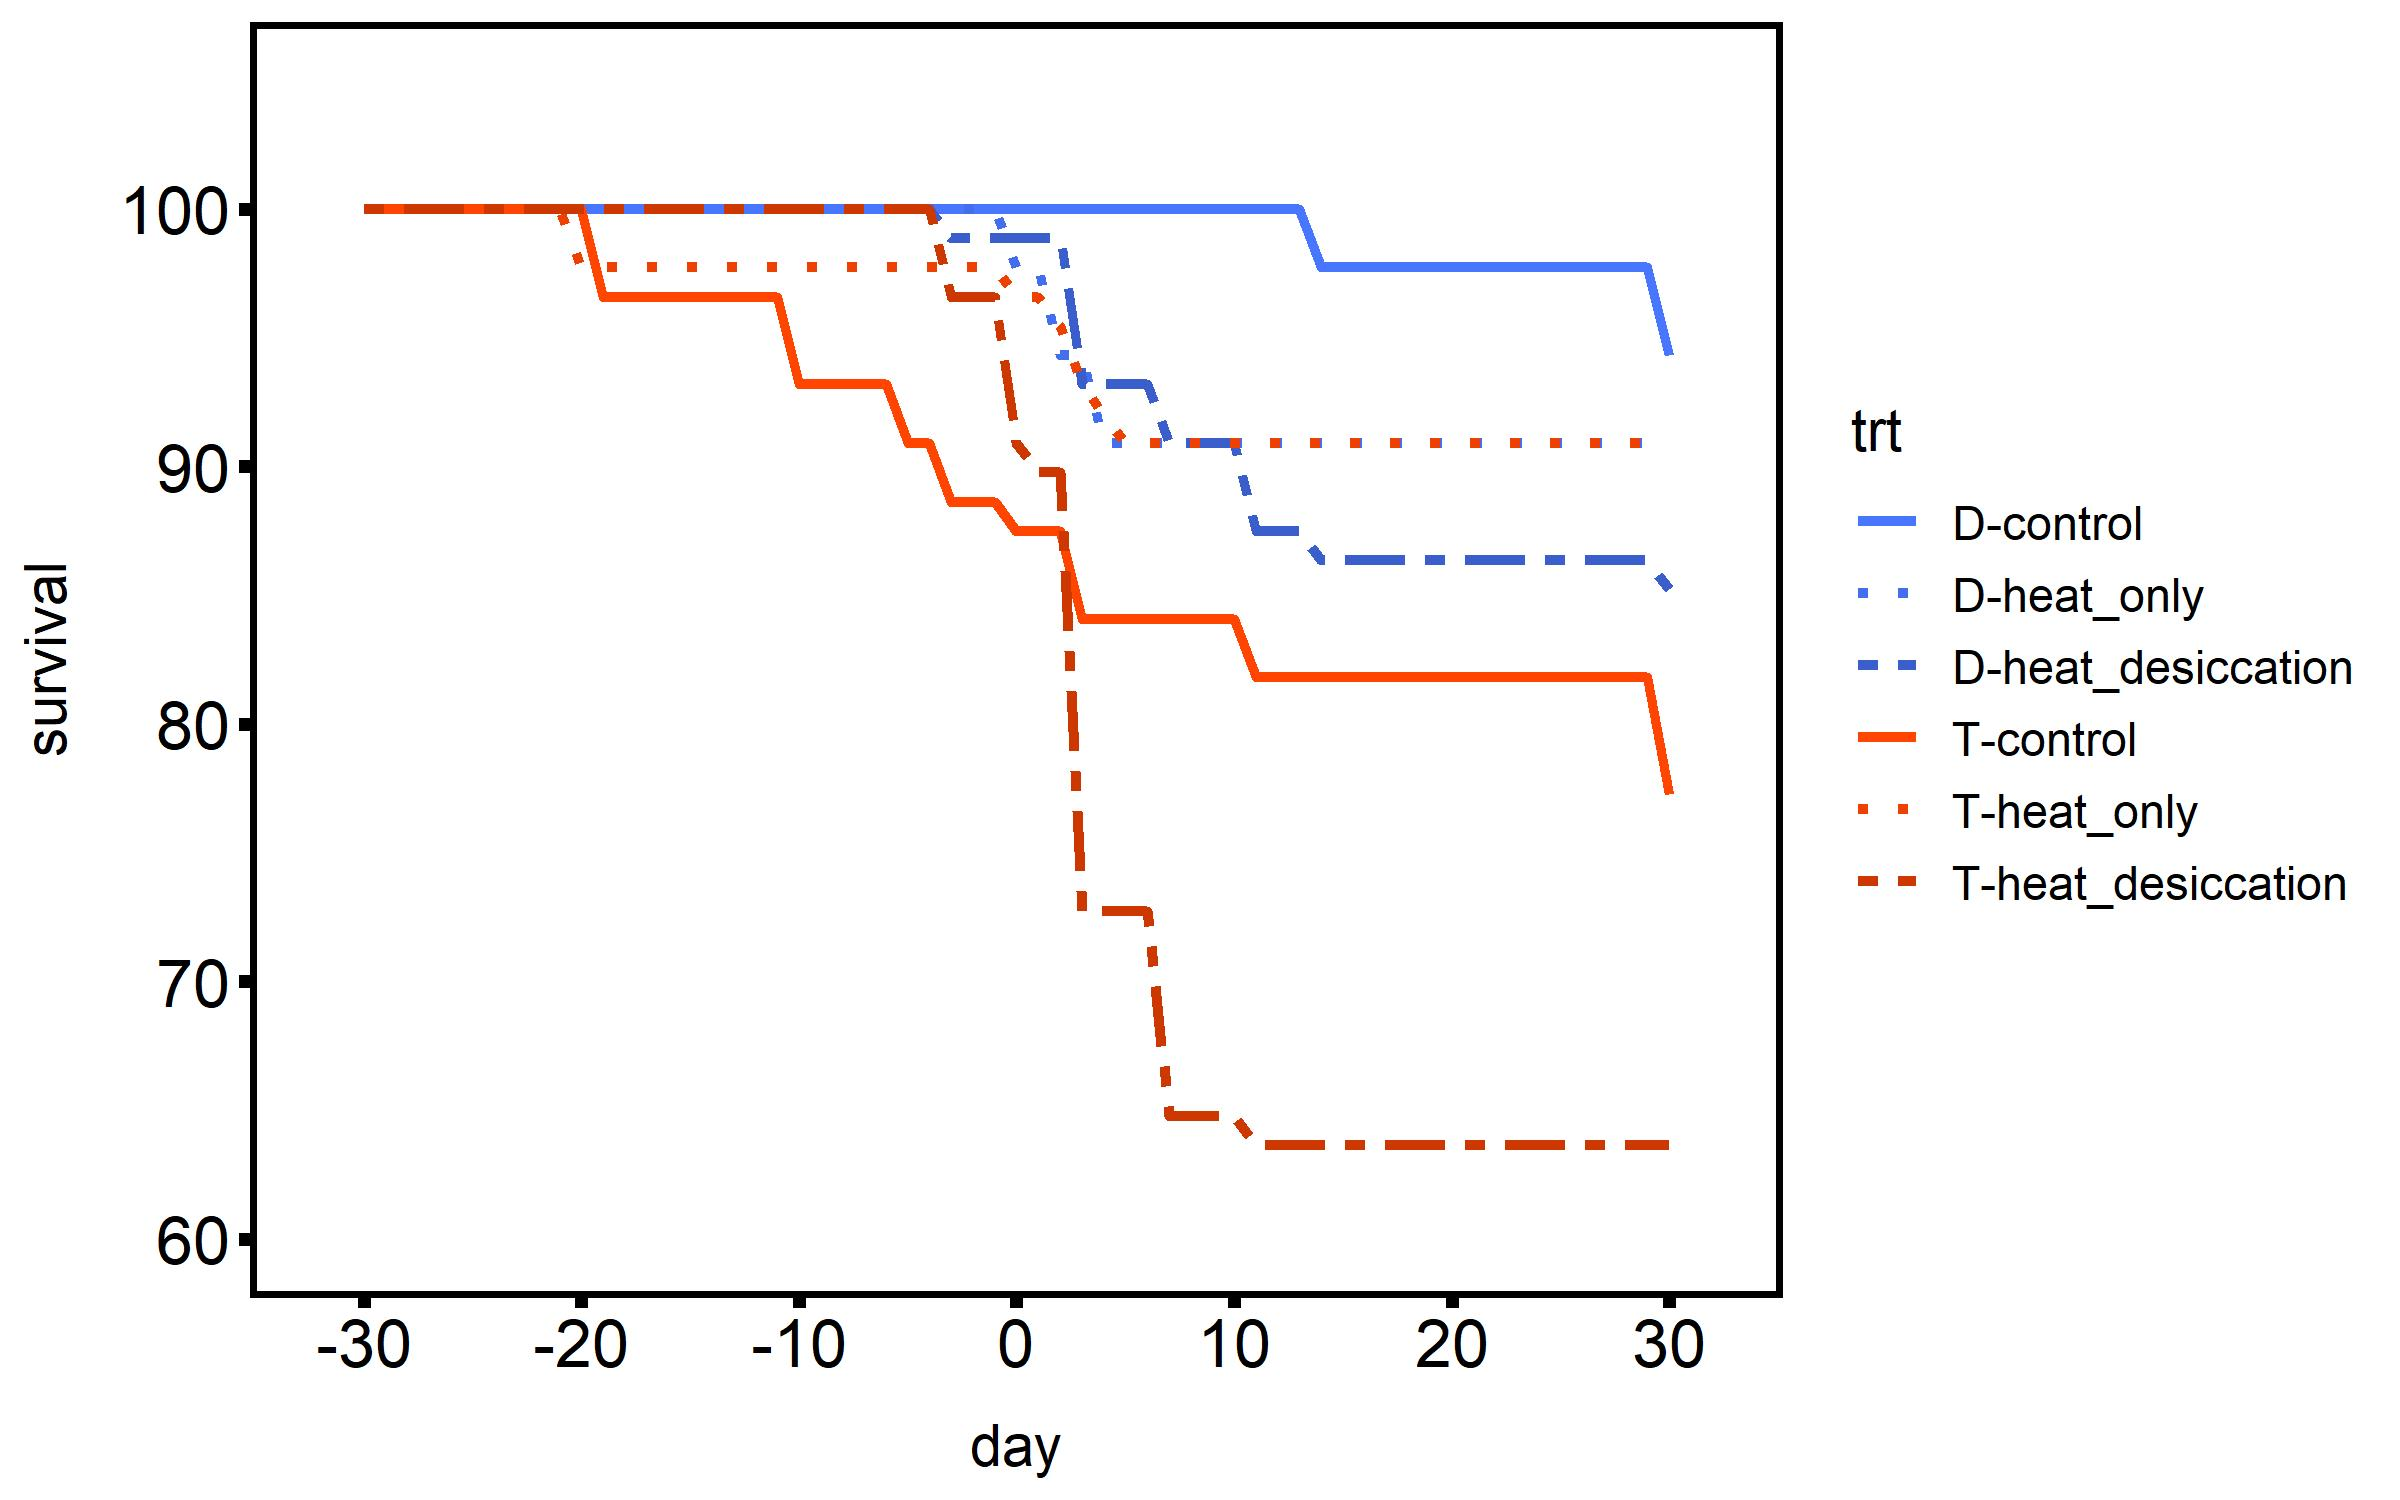 survival
100
90
80
70
60
-30 -20 -10 0 10 20 30
day
trt
D-control
D-heat_only
D-heat_desiccation
T-control
T-heat_only
T-heat_desiccation